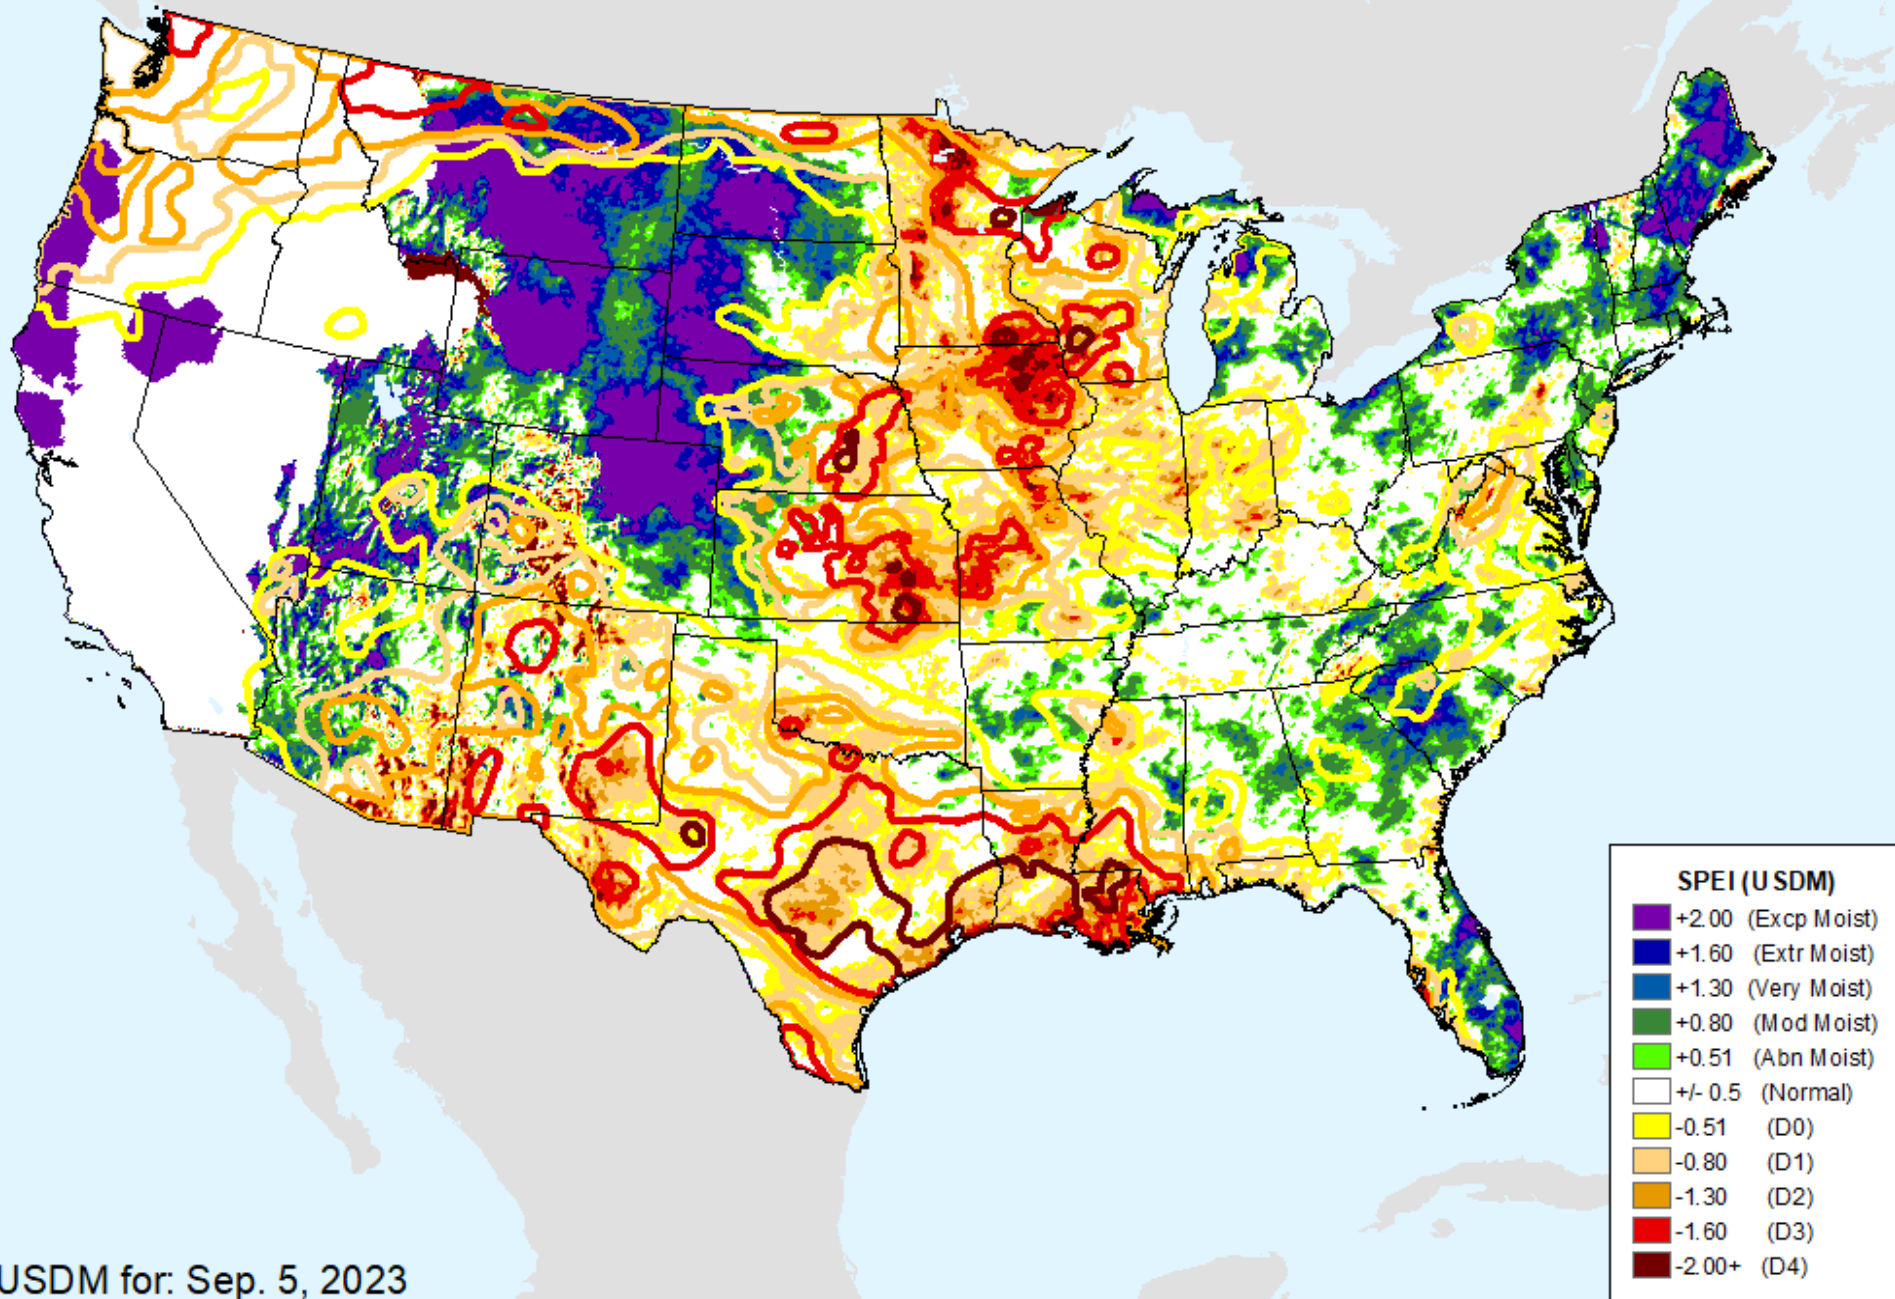 SPEI (USDM)
+2.00 (Excp Moist)
+1.60 (Extr Moist)
+1.30 (Very Moist)
+0.80 (Mod Moist)
+0.51 (Abn Moist)
+/- 0.5 (Normal)
-0.51 (D0)
-0.80 (D1)
-1.30 (D2)
-1.60 (D3)
-2.00+ (D4)
USDM for: Sep. 5, 2023